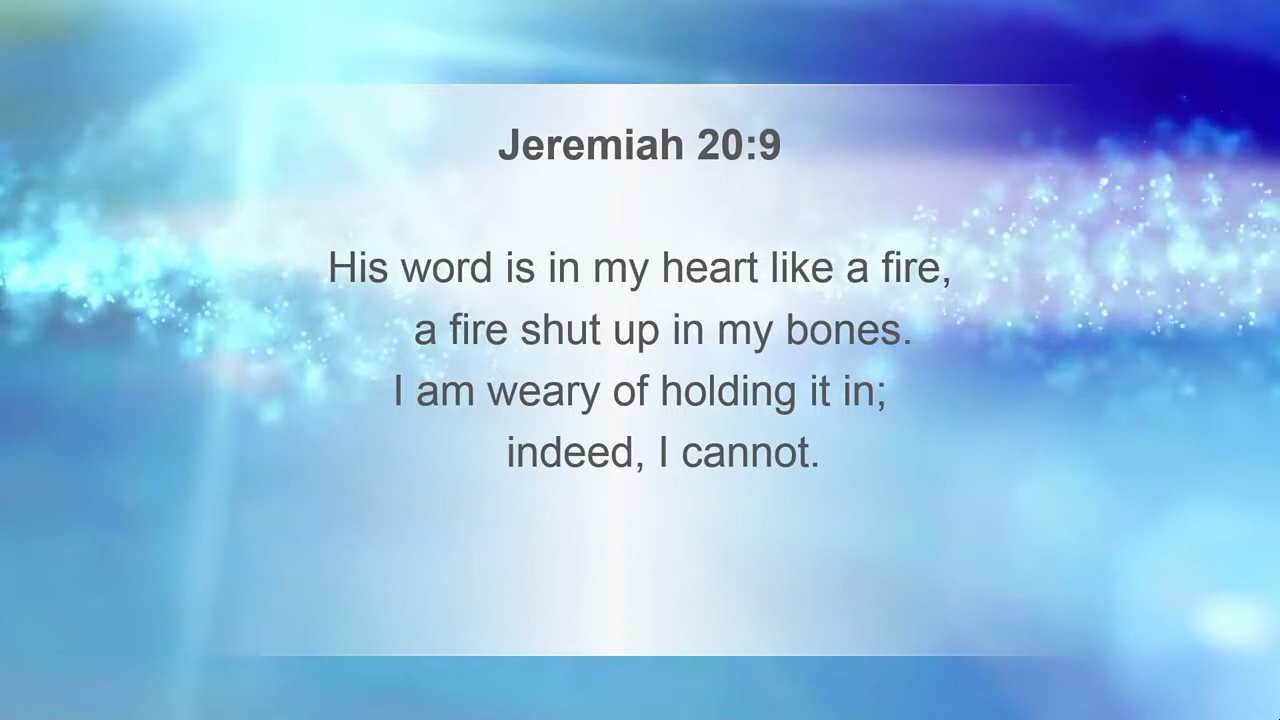 Jeremiah 20:9
His word is in my heart like a fire,
a fire shut up in my bones.
I am weary of holding it in;
indeed, I cannot.